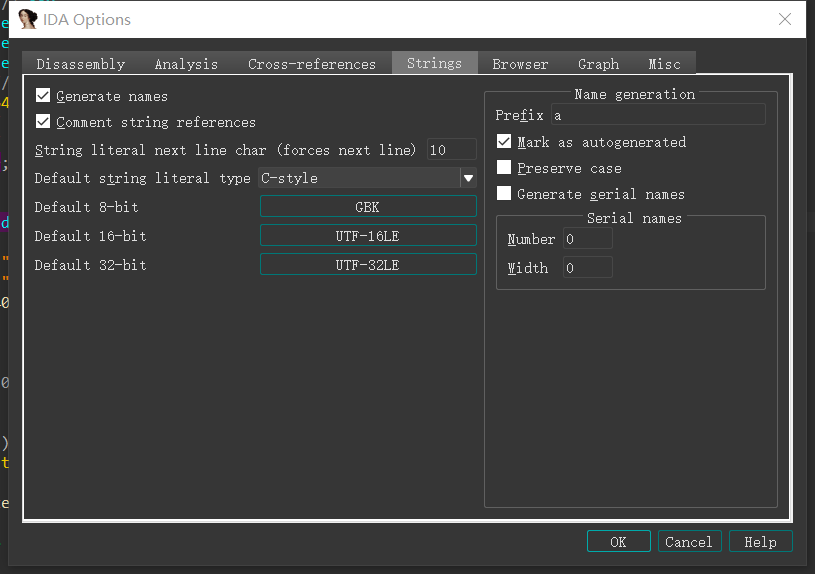 IDA Options
Disassembly Analysis Cross-references Strings Browser Graph Misc
Generate names
Comment string references
String literal next line char (forces next line) 10
Default string literal type C-style
Default 8-bit GBK
Default 16-bit UTF-16LE
Default 32-bit UTF-32LE
Name generation
Prefix a
Mark as autogenerated
Preserve case
Generate serial names
Serial names
Number 0
Width 0
OK Cancel Help